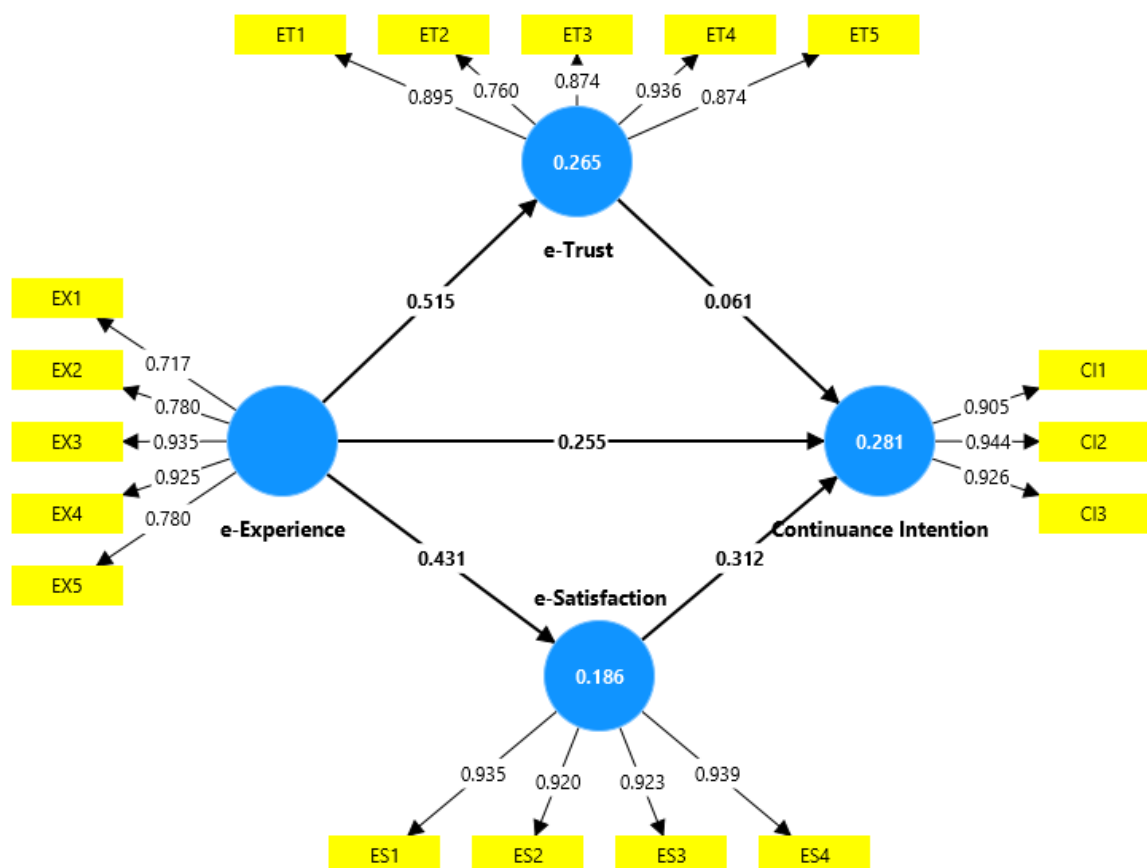 ET1 ET2 ET3 ET4 ET5
0.895 0.760 0.874 0.936 0.874
0.265
e-Trust
EX1
EX2
EX3
EX4
EX5
0.717
0.780
0.935
0.925
0.780
e-Experience
0.515
0.061
0.255
0.431
0.312
0.281
Continuance Intention
CI1
CI2
CI3
0.905
0.944
0.926
e-Satisfaction
0.186
0.935 0.920 0.923 0.939
ES1 ES2 ES3 ES4